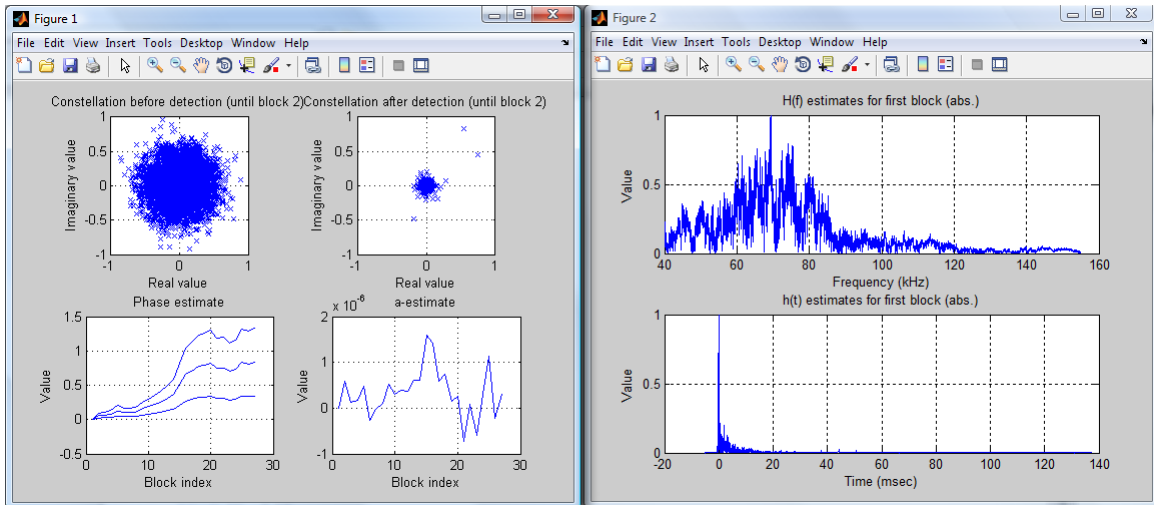 Figure 1
File Edit View Insert Tools Desktop Window Help
Constellation before detection (until block 2)
Constellation after detection (until block 2)
1
0.5
0
-0.5
-1
Imaginary value
-1 0 1
Real value
1
0.5
0
-0.5
-1
Imaginary value
-1 0 1
Real value
Phase estimate
1.5
1
0.5
0
-0.5
Value
0 10 20 30
Block index
a-estimate
x 10^-6
2
1
0
-1
Value
0 10 20 30
Block index
Figure 2
File Edit View Insert Tools Desktop Window Help
H(f) estimates for first block (abs.)
1
0.5
0
Value
40 60 80 100 120 140 160
Frequency (kHz)
h(t) estimates for first block (abs.)
1
0.5
0
Value
-20 0 20 40 60 80 100 120 140
Time (msec)